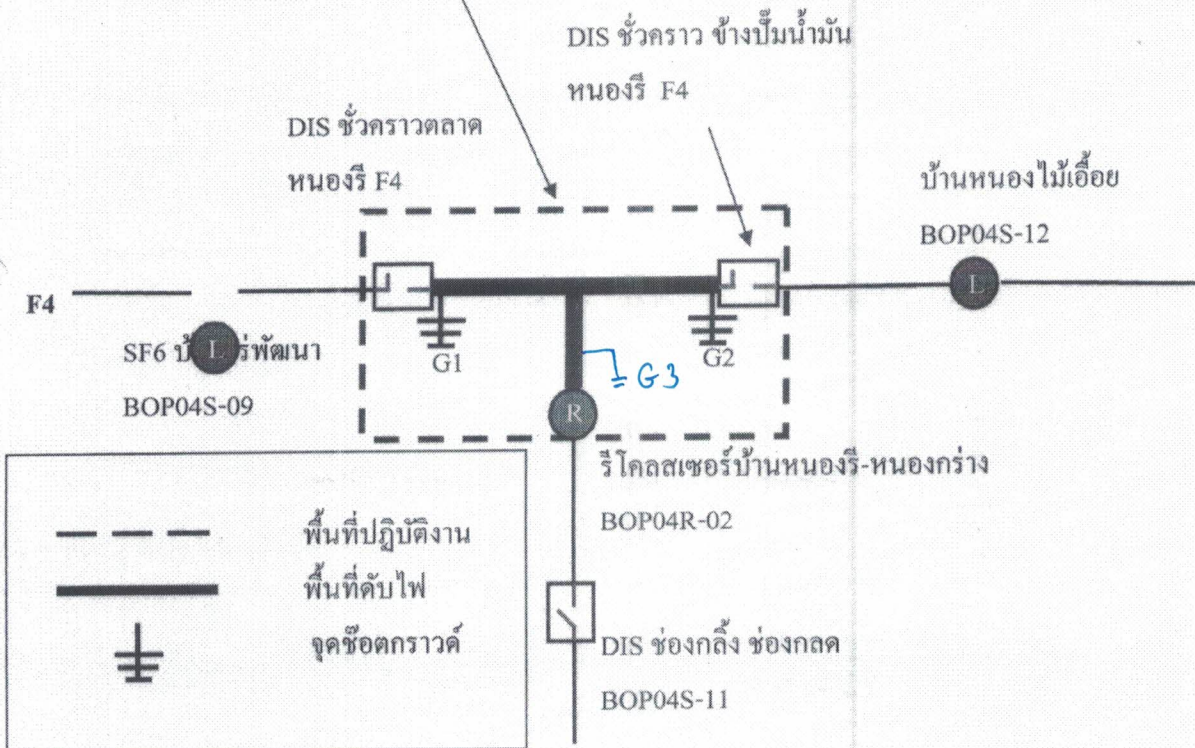 DIS ชั่วคราว ข้างปั๊มน้ำมัน
หนองรี F4
DIS ชั่วคราวตลาด
หนองรี F4
บ้านหนองไม้เอื้อย
BOP04S-12
F4
L
SF6 L ร่พัฒนา
BOP04S-09
G1
G2
G3
R
รีโคลสเซอร์บ้านหนองรี-หนองกร่าง
BOP04R-02
พื้นที่ปฏิบัติงาน
พื้นที่ดับไฟ
จุดช๊อตกราวด์
DIS ช่องกลิ้ง ช่องกลด
BOP04S-11